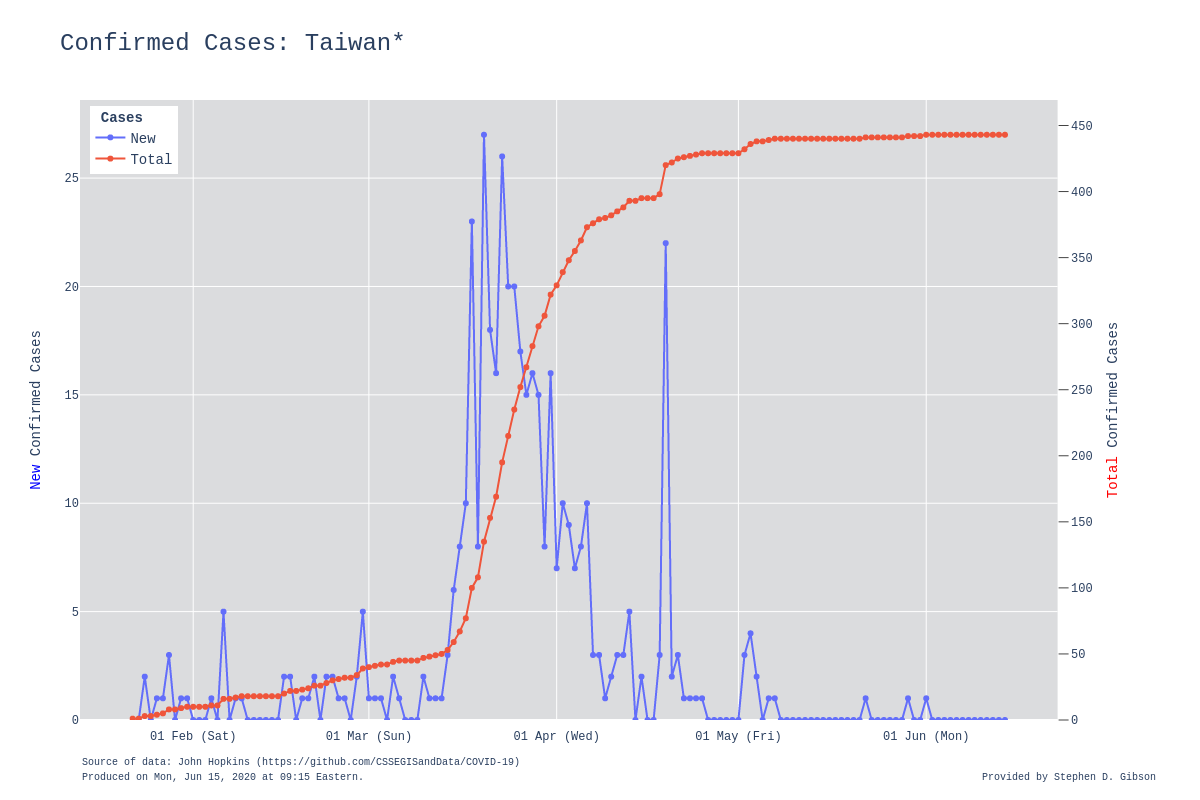 Confirmed Cases: Taiwan*
Cases
New
Total
25
20
15
10
5
0
450
400
350
300
250
200
150
100
50
0
New Confirmed Cases
Total Confirmed Cases
01 Feb (Sat)
01 Mar (Sun)
01 Apr (Wed)
01 May (Fri)
01 Jun (Mon)
Source of data: John Hopkins (https://github.com/CSSEGISandData/COVID-19)
Produced on Mon, Jun 15, 2020 at 09:15 Eastern.
Provided by Stephen D. Gibson